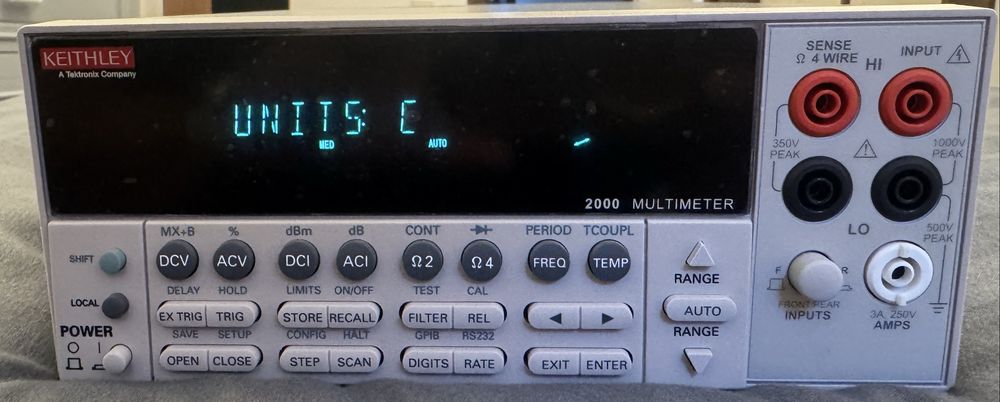 KEITHLEY
A Tektronix Company
UNITS: C
MED AUTO
2000 MULTIMETER
SENSE
Ω 4 WIRE
HI
INPUT
350V
PEAK
1000V
PEAK
LO
500V
PEAK
F R
FRONT/REAR
INPUTS
3A, 250V
AMPS
MX+B % dBm dB CONT PERIOD TCOUPL
SHIFT
DCV ACV DCI ACI Ω2 Ω4 FREQ TEMP
DELAY HOLD LIMITS ON/OFF TEST CAL
LOCAL
EX TRIG TRIG STORE RECALL FILTER REL
POWER
SAVE SETUP CONFIG HALT GPIB RS232
OPEN CLOSE STEP SCAN DIGITS RATE EXIT ENTER
RANGE
AUTO
RANGE